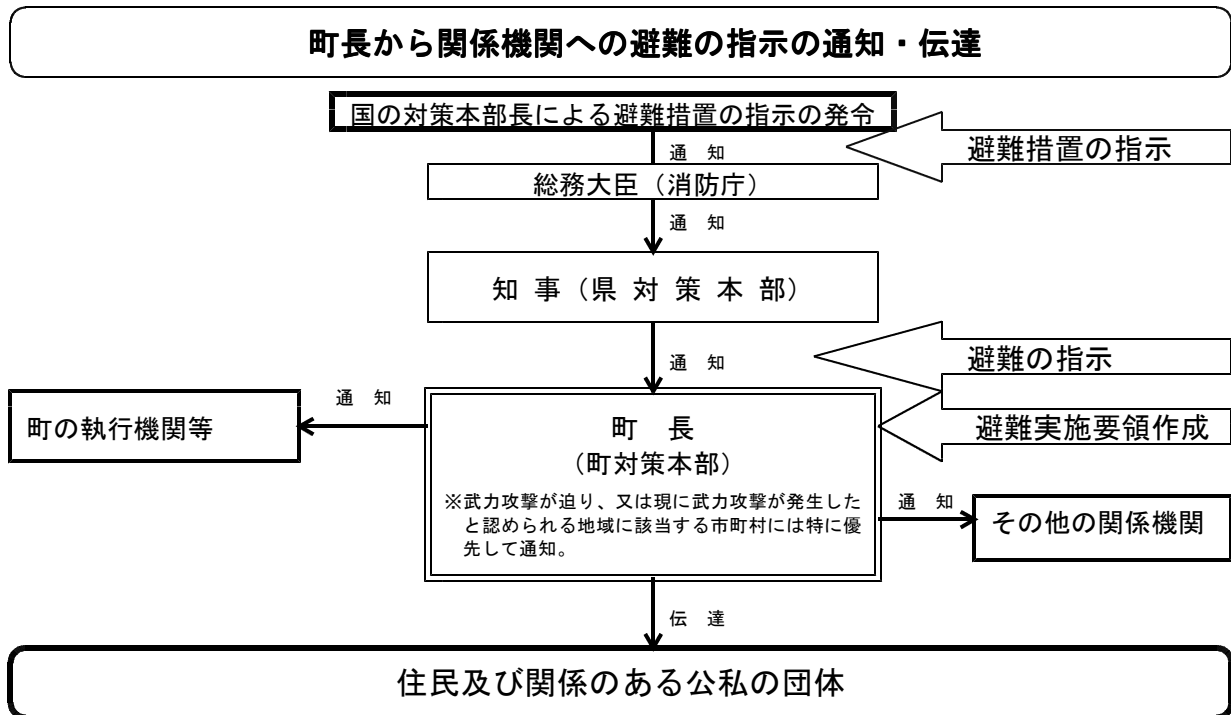 町長から関係機関への避難の指示の通知・伝達
国の対策本部長による避難措置の指示の発令
通　知
避難措置の指示
総務大臣（消防庁）
通　知
知 事（県 対 策 本 部）
通　知
避難の指示
通　知
町の執行機関等
町　長
（町対策本部）
避難実施要領作成
※武力攻撃が迫り、又は現に武力攻撃が発生した
と認められる地域に該当する市町村には特に優
先して通知。
通　知
その他の関係機関
伝　達
住民及び関係のある公私の団体